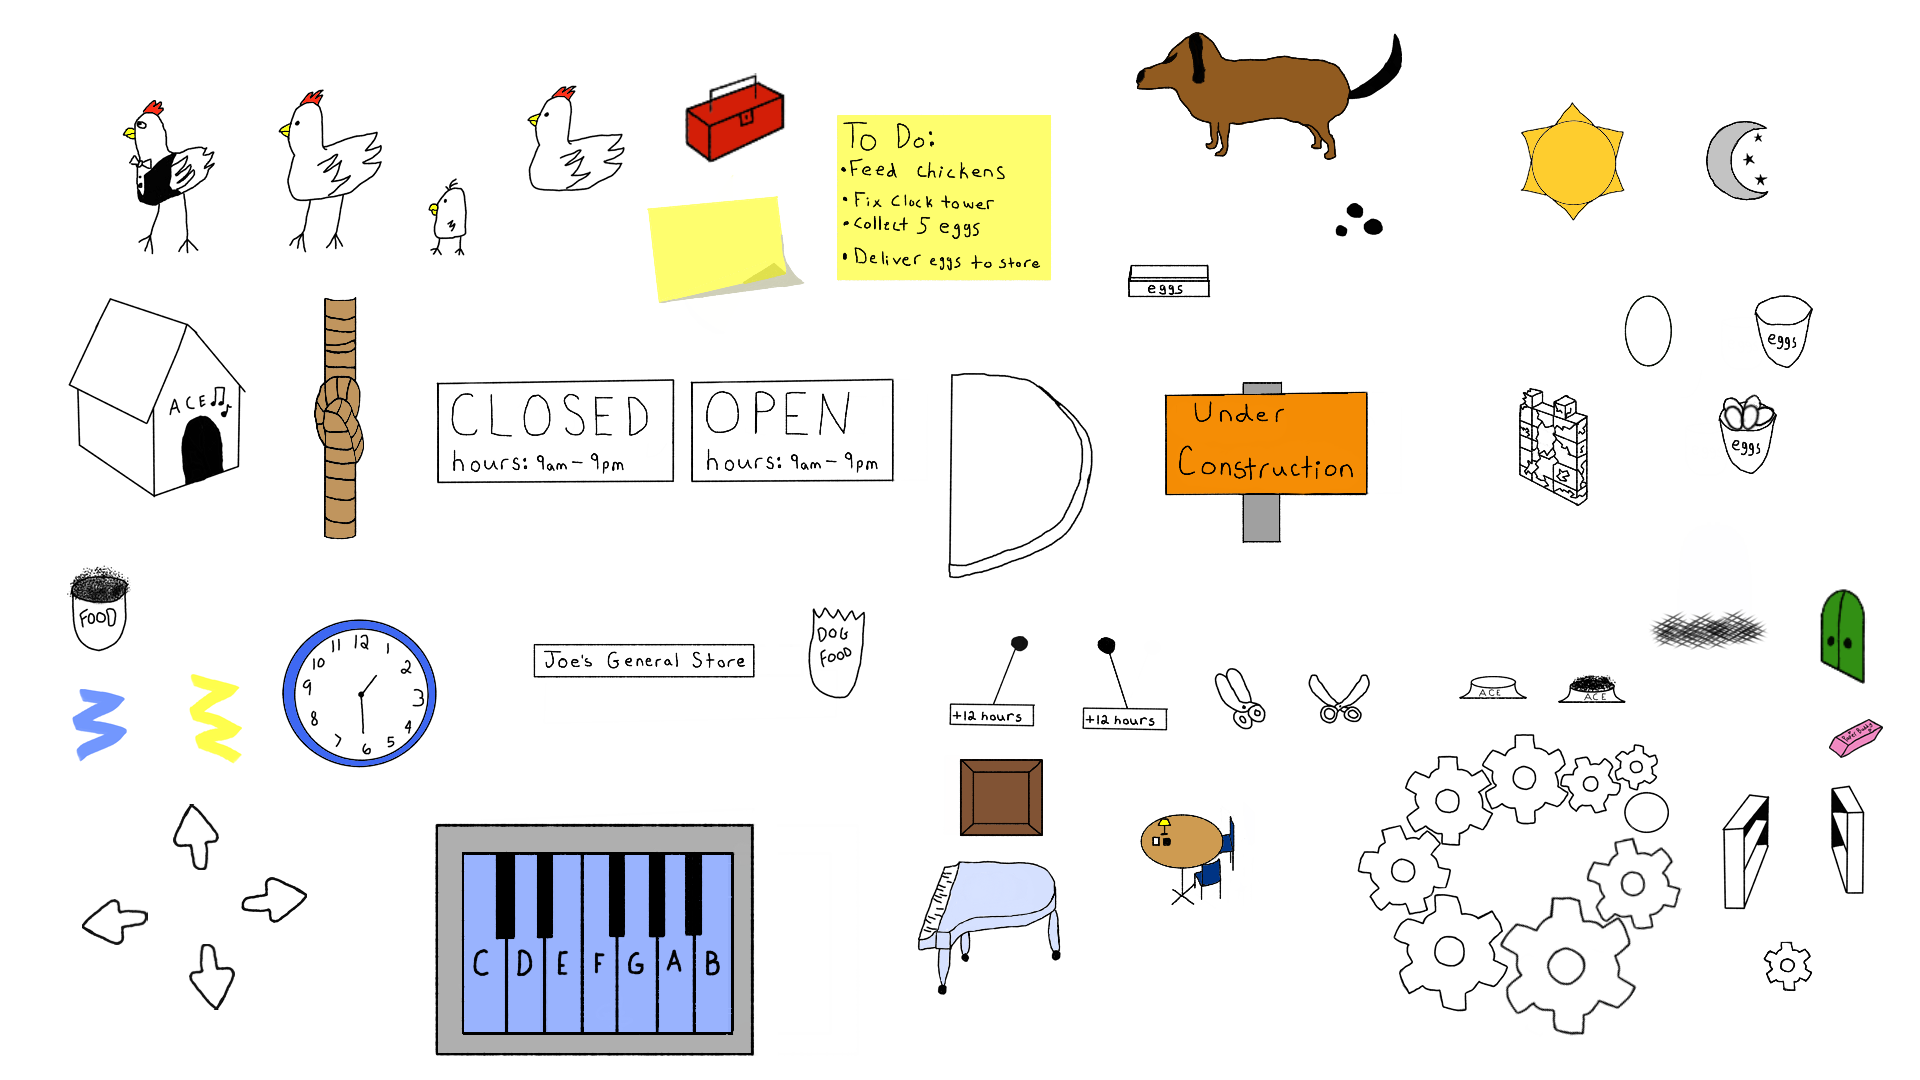 To Do:
•Feed chickens
•Fix Clock tower
•Collect 5 eggs
•Deliver eggs to store
eggs
eggs
ACE
CLOSED
hours: 9am - 9pm
OPEN
hours: 9am - 9pm
Under
Construction
eggs
FOOD
12
1
2
3
4
5
6
7
8
9
10
11
Joe's General Store
DOG
FOOD
+12 hours
+12 hours
ACE
ACE
C D E F G A B